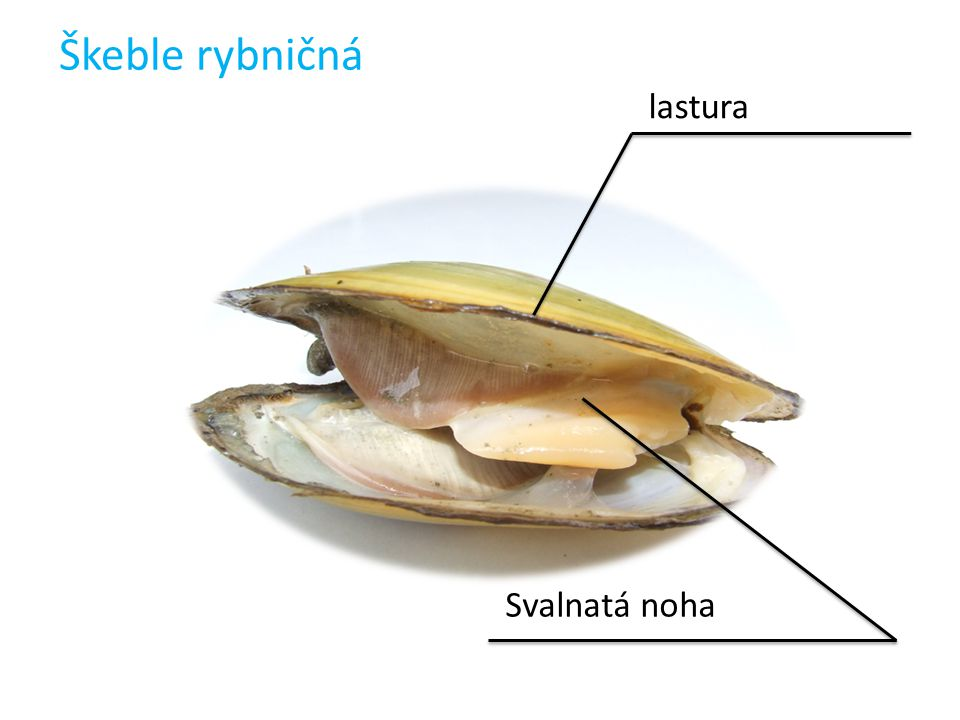 Škeble rybničná
lastura
Svalnatá noha